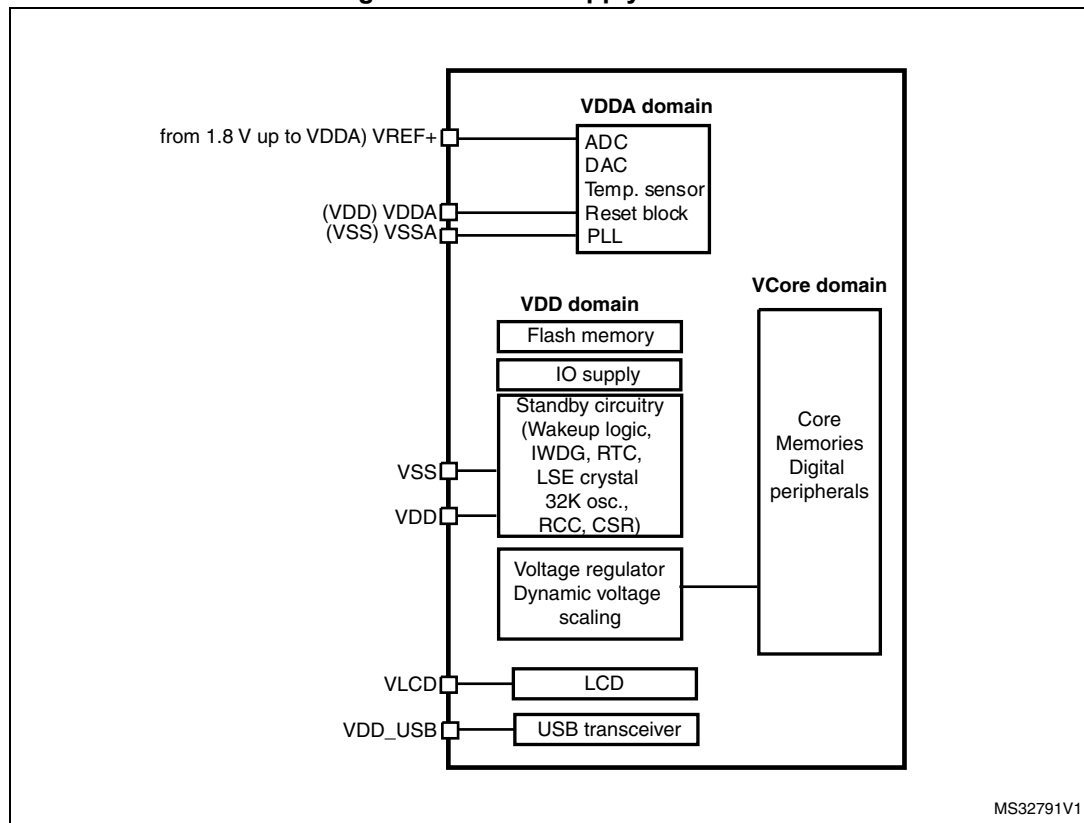 from 1.8 V up to VDDA) VREF+
(VDD) VDDA
(VSS) VSSA
VDDA domain
ADC
DAC
Temp. sensor
Reset block
PLL
VDD domain
Flash memory
IO supply
Standby circuitry
(Wakeup logic,
IWDG, RTC,
LSE crystal
32K osc.,
RCC, CSR)
VSS
VDD
Voltage regulator
Dynamic voltage
scaling
VCore domain
Core
Memories
Digital
peripherals
VLCD
LCD
VDD_USB
USB transceiver
MS32791V1